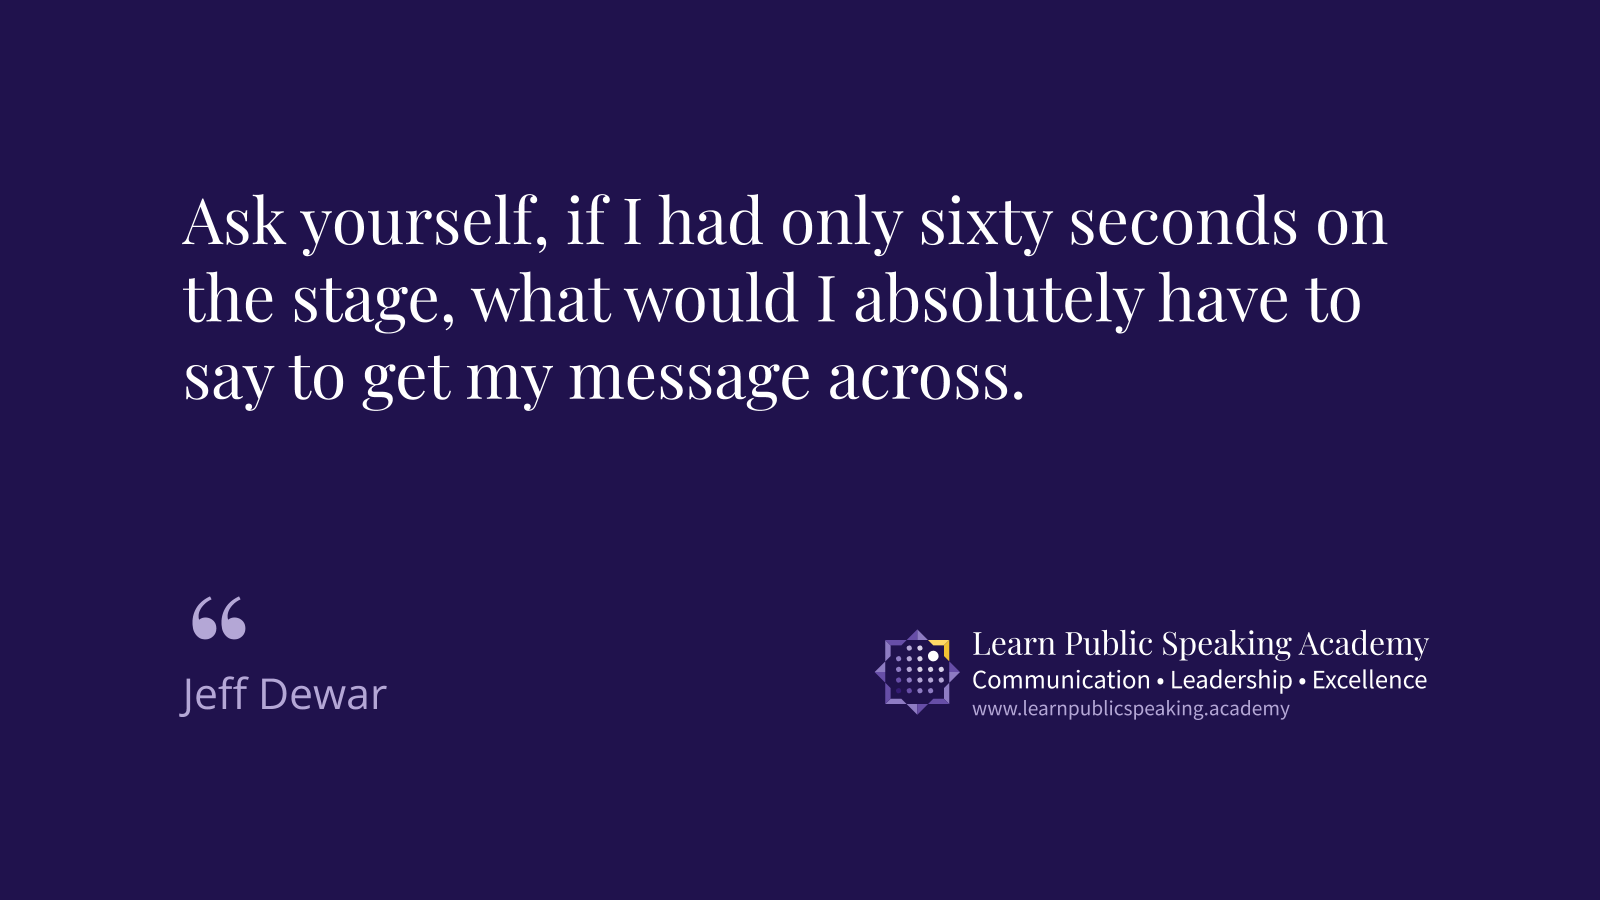 Ask yourself, if I had only sixty seconds on
the stage, what would I absolutely have to
say to get my message across.
“
Jeff Dewar
Learn Public Speaking Academy
Communication • Leadership • Excellence
www.learnpublicspeaking.academy